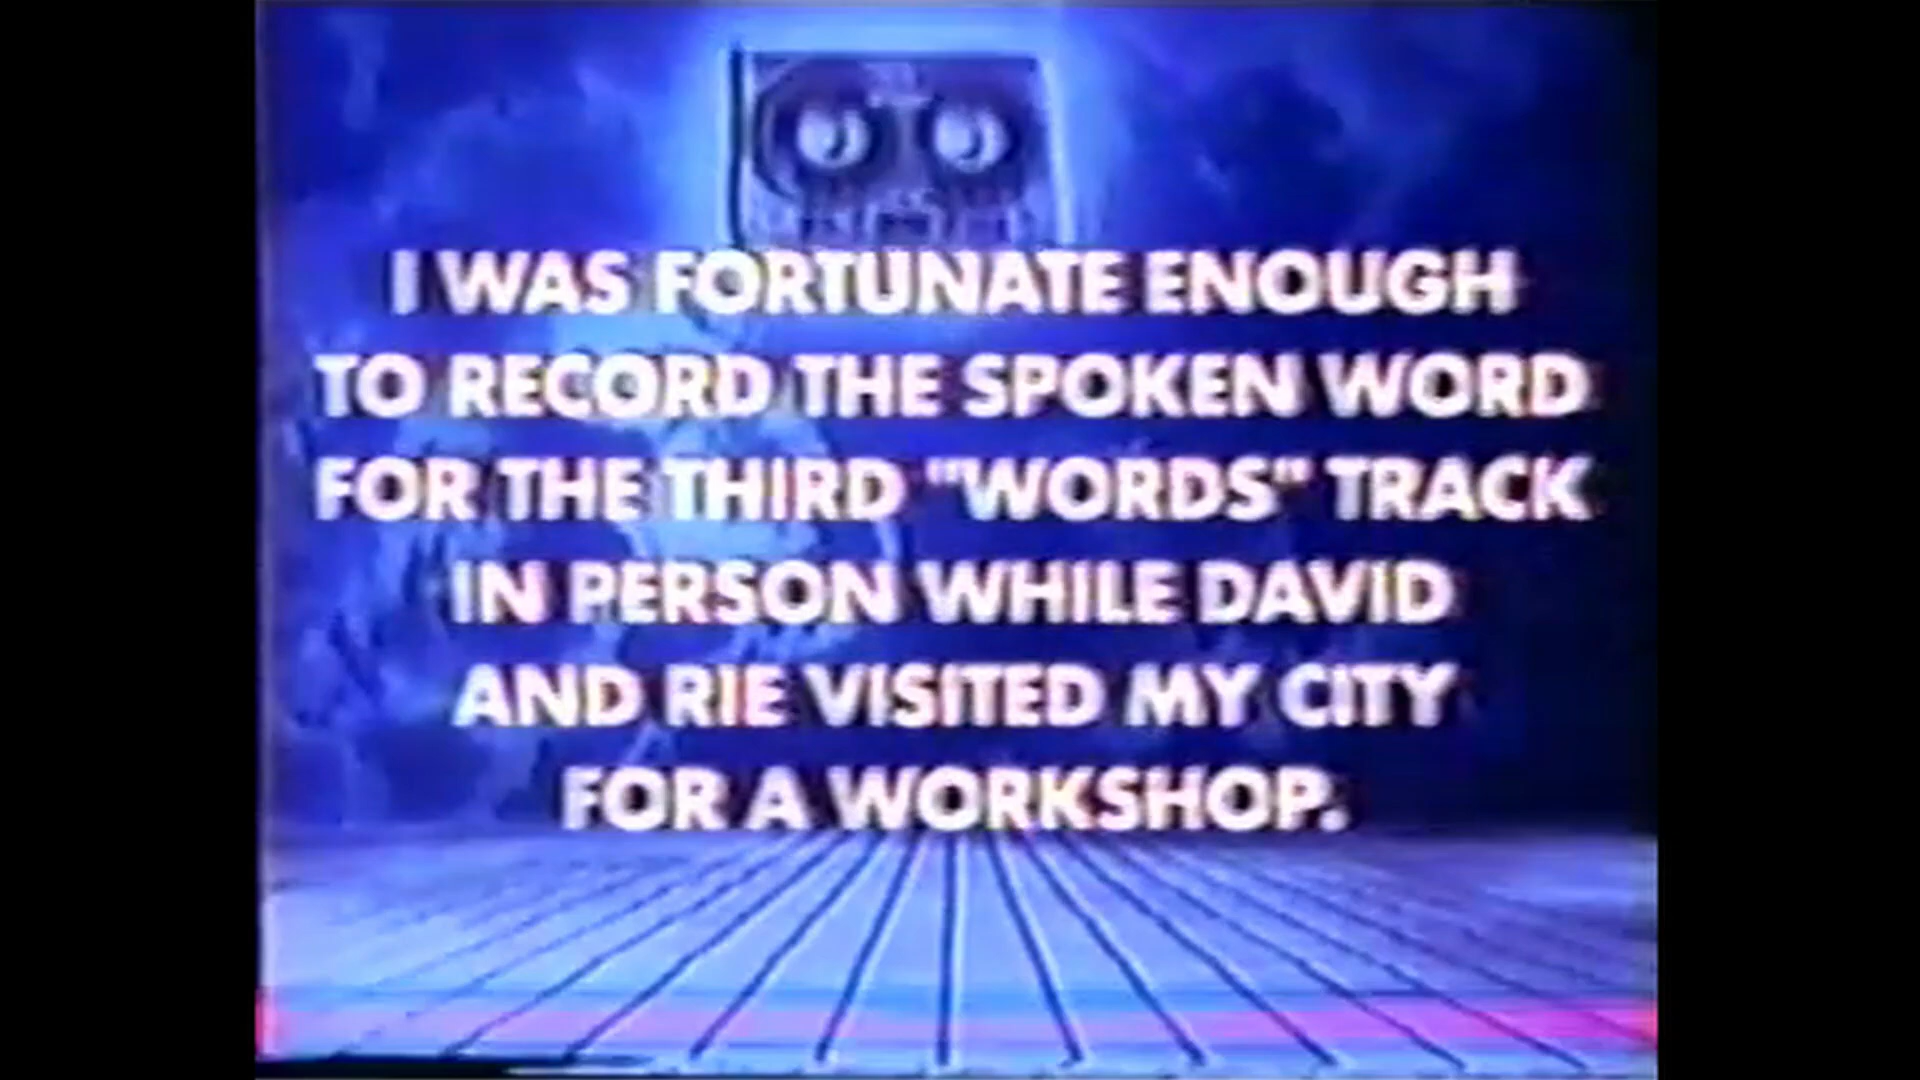 I WAS FORTUNATE ENOUGH
TO RECORD THE SPOKEN WORD
FOR THE THIRD "WORDS" TRACK
IN PERSON WHILE DAVID
AND RIE VISITED MY CITY
FOR A WORKSHOP.